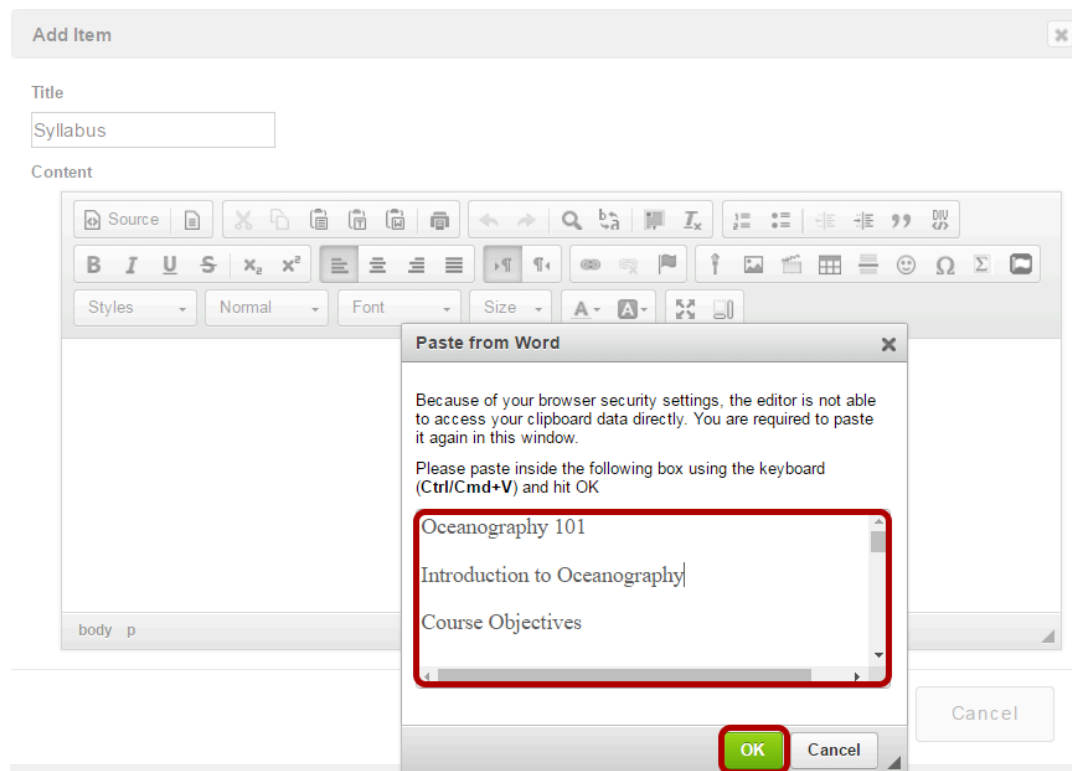 Add Item
Title
Syllabus
Content
Source
B I U S x₂ x²
Styles Normal Font Size A A
Paste from Word
Because of your browser security settings, the editor is not able
to access your clipboard data directly. You are required to paste
it again in this window.
Please paste inside the following box using the keyboard
(Ctrl/Cmd+V) and hit OK
Oceanography 101
Introduction to Oceanography
Course Objectives
body p
Cancel
OK Cancel